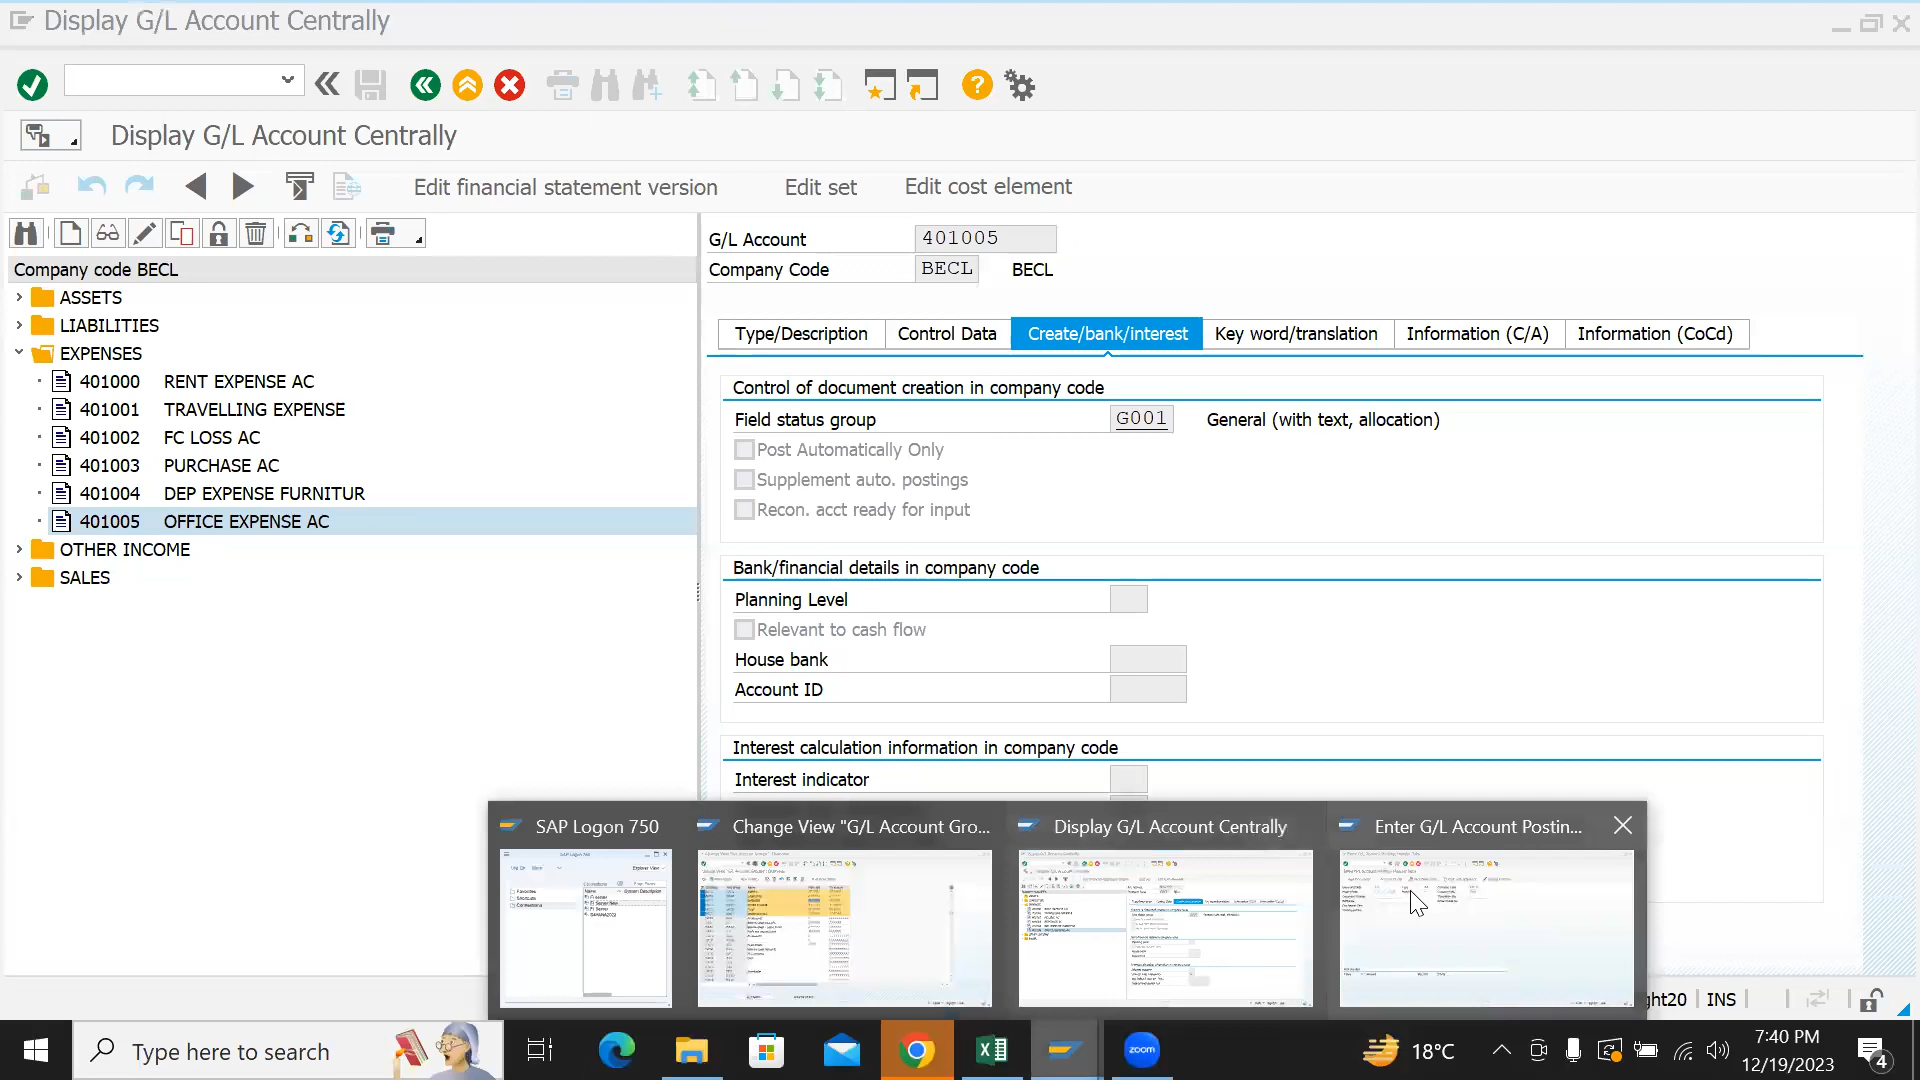 Display G/L Account Centrally
Display G/L Account Centrally
Edit financial statement version
Edit set
Edit cost element
Company code BECL
ASSETS
LIABILITIES
EXPENSES
401000 RENT EXPENSE AC
401001 TRAVELLING EXPENSE
401002 FC LOSS AC
401003 PURCHASE AC
401004 DEP EXPENSE FURNITUR
401005 OFFICE EXPENSE AC
OTHER INCOME
SALES
G/L Account 401005
Company Code BECL BECL
Type/Description Control Data Create/bank/interest Key word/translation Information (C/A) Information (CoCd)
Control of document creation in company code
Field status group G001 General (with text, allocation)
Post Automatically Only
Supplement auto. postings
Recon. acct ready for input
Bank/financial details in company code
Planning Level
Relevant to cash flow
House bank
Account ID
Interest calculation information in company code
Interest indicator
SAP Logon 750
Change View "G/L Account Gro...
Display G/L Account Centrally
Enter G/L Account Postin...
ght20 INS
Type here to search
zoom
18°C
7:40 PM
12/19/2023
4